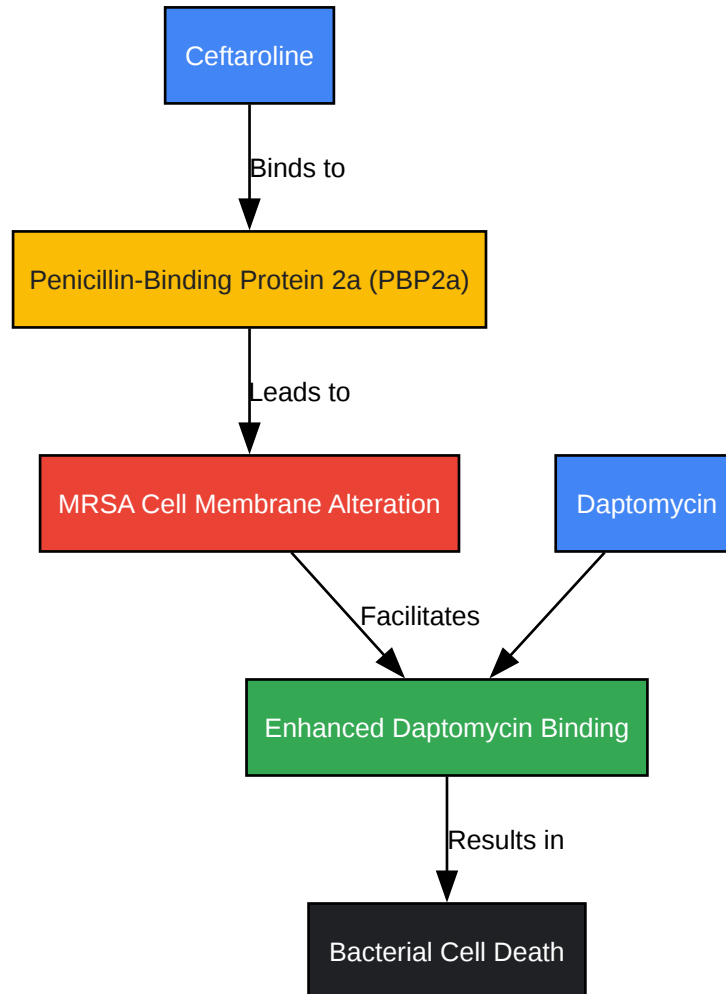 Ceftaroline
Binds to
Penicillin-Binding Protein 2a (PBP2a)
Leads to
MRSA Cell Membrane Alteration
Daptomycin
Facilitates
Enhanced Daptomycin Binding
Results in
Bacterial Cell Death